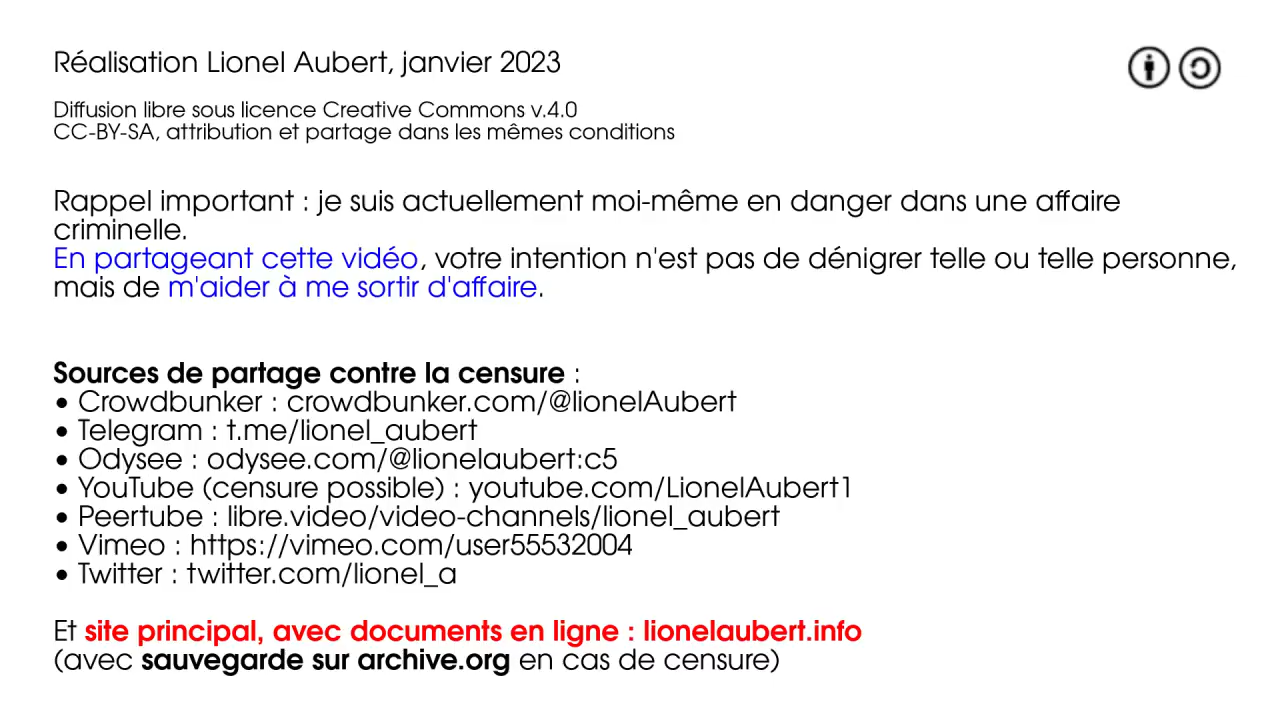 Réalisation Lionel Aubert, janvier 2023
Diffusion libre sous licence Creative Commons v.4.0
CC-BY-SA, attribution et partage dans les mêmes conditions
Rappel important : je suis actuellement moi-même en danger dans une affaire
criminelle.
En partageant cette vidéo, votre intention n'est pas de dénigrer telle ou telle personne,
mais de m'aider à me sortir d'affaire.
Sources de partage contre la censure :
• Crowdbunker : crowdbunker.com/@lionelAubert
• Telegram : t.me/lionel_aubert
• Odysee : odysee.com/@lionelaubert:c5
• YouTube (censure possible) : youtube.com/LionelAubert1
• Peertube : libre.video/video-channels/lionel_aubert
• Vimeo : https://vimeo.com/user55532004
• Twitter : twitter.com/lionel_a
Et site principal, avec documents en ligne : lionelaubert.info
(avec sauvegarde sur archive.org en cas de censure)